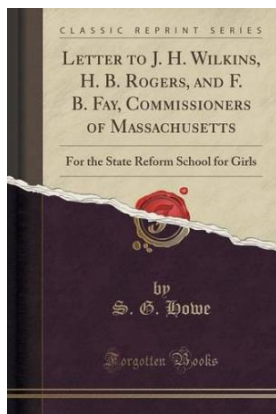 CLASSIC REPRINT SERIES
LETTER TO J. H. WILKINS,
H. B. ROGERS, AND F.
B. FAY, COMMISSIONERS
OF MASSACHUSETTS
For the State Reform School for Girls
by
S. G. Howe
Forgotten Books